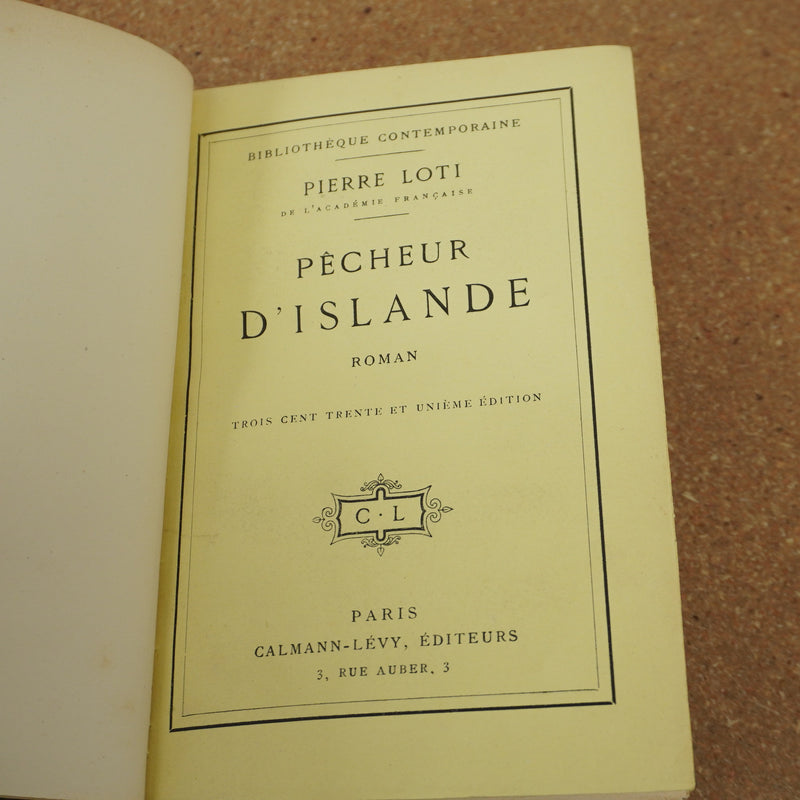 BIBLIOTHÈQUE CONTEMPORAINE
PIERRE LOTI
DE L'ACADÉMIE FRANÇAISE
PÊCHEUR
D'ISLANDE
ROMAN
TROIS CENT TRENTE ET UNIÈME ÉDITION
C · L
PARIS
CALMANN-LÉVY, ÉDITEURS
3, RUE AUBER, 3